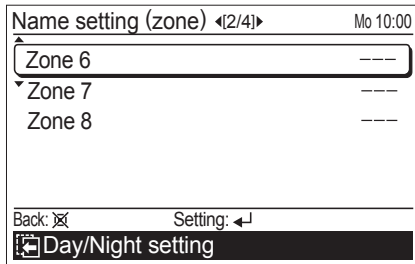 Name setting (zone) ◂[2/4]▸ Mo 10:00
Zone 6 ---
Zone 7 ---
Zone 8 ---
Back: Setting: ↵
Day/Night setting